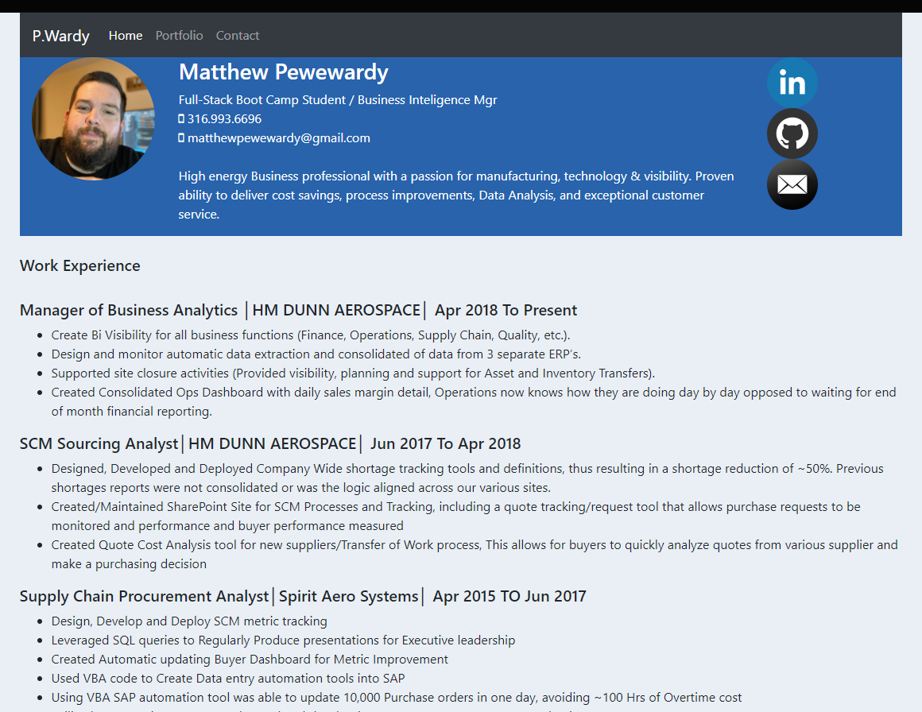 P.Wardy Home Portfolio Contact
Matthew Pewewardy
Full-Stack Boot Camp Student / Business Inteligence Mgr
316.993.6696
matthewpewewardy@gmail.com
High energy Business professional with a passion for manufacturing, technology & visibility. Proven
ability to deliver cost savings, process improvements, Data Analysis, and exceptional customer
service.
in
Work Experience
Manager of Business Analytics │HM DUNN AEROSPACE│ Apr 2018 To Present
• Create Bi Visibility for all business functions (Finance, Operations, Supply Chain, Quality, etc.).
• Design and monitor automatic data extraction and consolidated of data from 3 separate ERP's.
• Supported site closure activities (Provided visibility, planning and support for Asset and Inventory Transfers).
• Created Consolidated Ops Dashboard with daily sales margin detail, Operations now knows how they are doing day by day opposed to waiting for end
of month financial reporting.
SCM Sourcing Analyst│HM DUNN AEROSPACE│ Jun 2017 To Apr 2018
• Designed, Developed and Deployed Company Wide shortage tracking tools and definitions, thus resulting in a shortage reduction of ~50%. Previous
shortages reports were not consolidated or was the logic aligned across our various sites.
• Created/Maintained SharePoint Site for SCM Processes and Tracking, including a quote tracking/request tool that allows purchase requests to be
monitored and performance and buyer performance measured
• Created Quote Cost Analysis tool for new suppliers/Transfer of Work process, This allows for buyers to quickly analyze quotes from various supplier and
make a purchasing decision
Supply Chain Procurement Analyst│Spirit Aero Systems│ Apr 2015 TO Jun 2017
• Design, Develop and Deploy SCM metric tracking
• Leveraged SQL queries to Regularly Produce presentations for Executive leadership
• Created Automatic updating Buyer Dashboard for Metric Improvement
• Used VBA code to Create Data entry automation tools into SAP
• Using VBA SAP automation tool was able to update 10,000 Purchase orders in one day, avoiding ~100 Hrs of Overtime cost